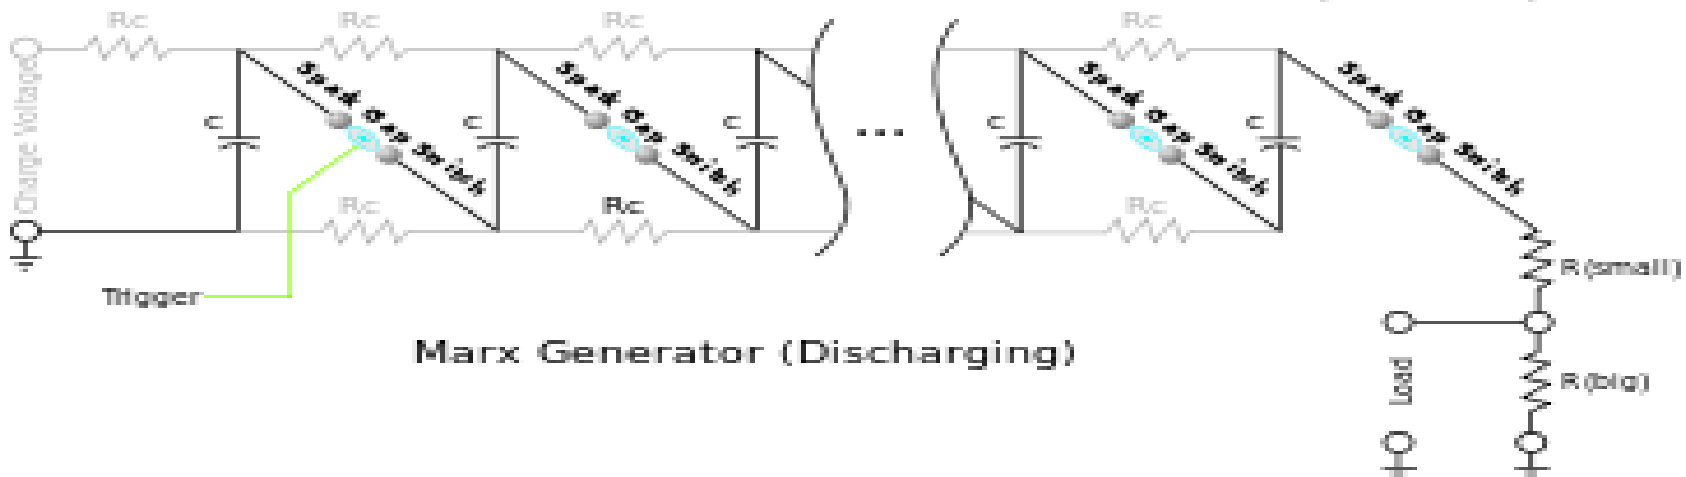 Rc Rc Rc Rc
Charge Voltage
Spark Gap Switch Spark Gap Switch Spark Gap Switch Spark Gap Switch
C C C ... C C
Rc Rc Rc
Trigger
R(small)
Marx Generator (Discharging)
Load
R(big)